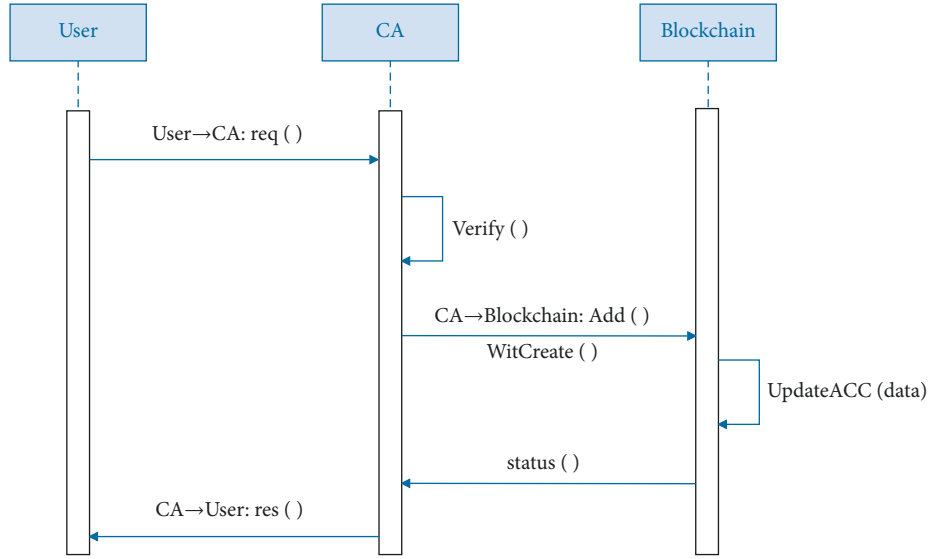 User
CA
Blockchain
User→CA: req ( )
Verify ( )
CA→Blockchain: Add ( )
WitCreate ( )
UpdateACC (data)
status ( )
CA→User: res ( )